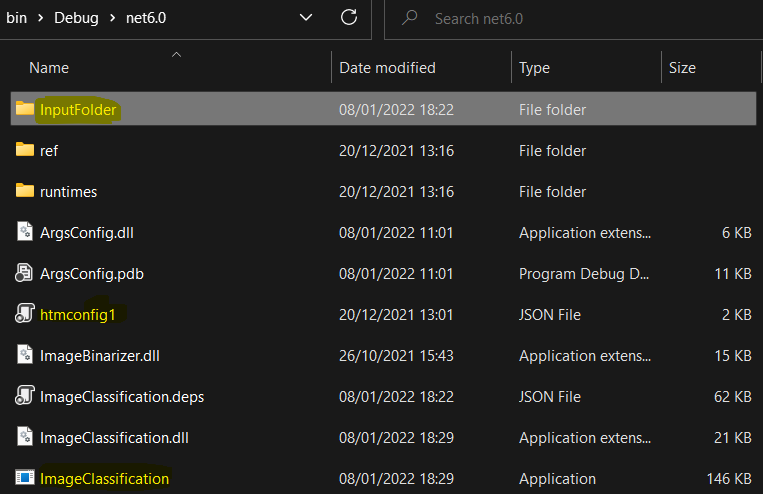 bin > Debug > net6.0 Search net6.0
Name Date modified Type Size
InputFolder 08/01/2022 18:22 File folder
ref 20/12/2021 13:16 File folder
runtimes 20/12/2021 13:16 File folder
ArgsConfig.dll 08/01/2022 11:01 Application extens... 6 KB
ArgsConfig.pdb 08/01/2022 11:01 Program Debug D... 11 KB
htmconfig1 20/12/2021 13:01 JSON File 2 KB
ImageBinarizer.dll 26/10/2021 15:43 Application extens... 15 KB
ImageClassification.deps 08/01/2022 18:22 JSON File 62 KB
ImageClassification.dll 08/01/2022 18:29 Application extens... 21 KB
ImageClassification 08/01/2022 18:29 Application 146 KB